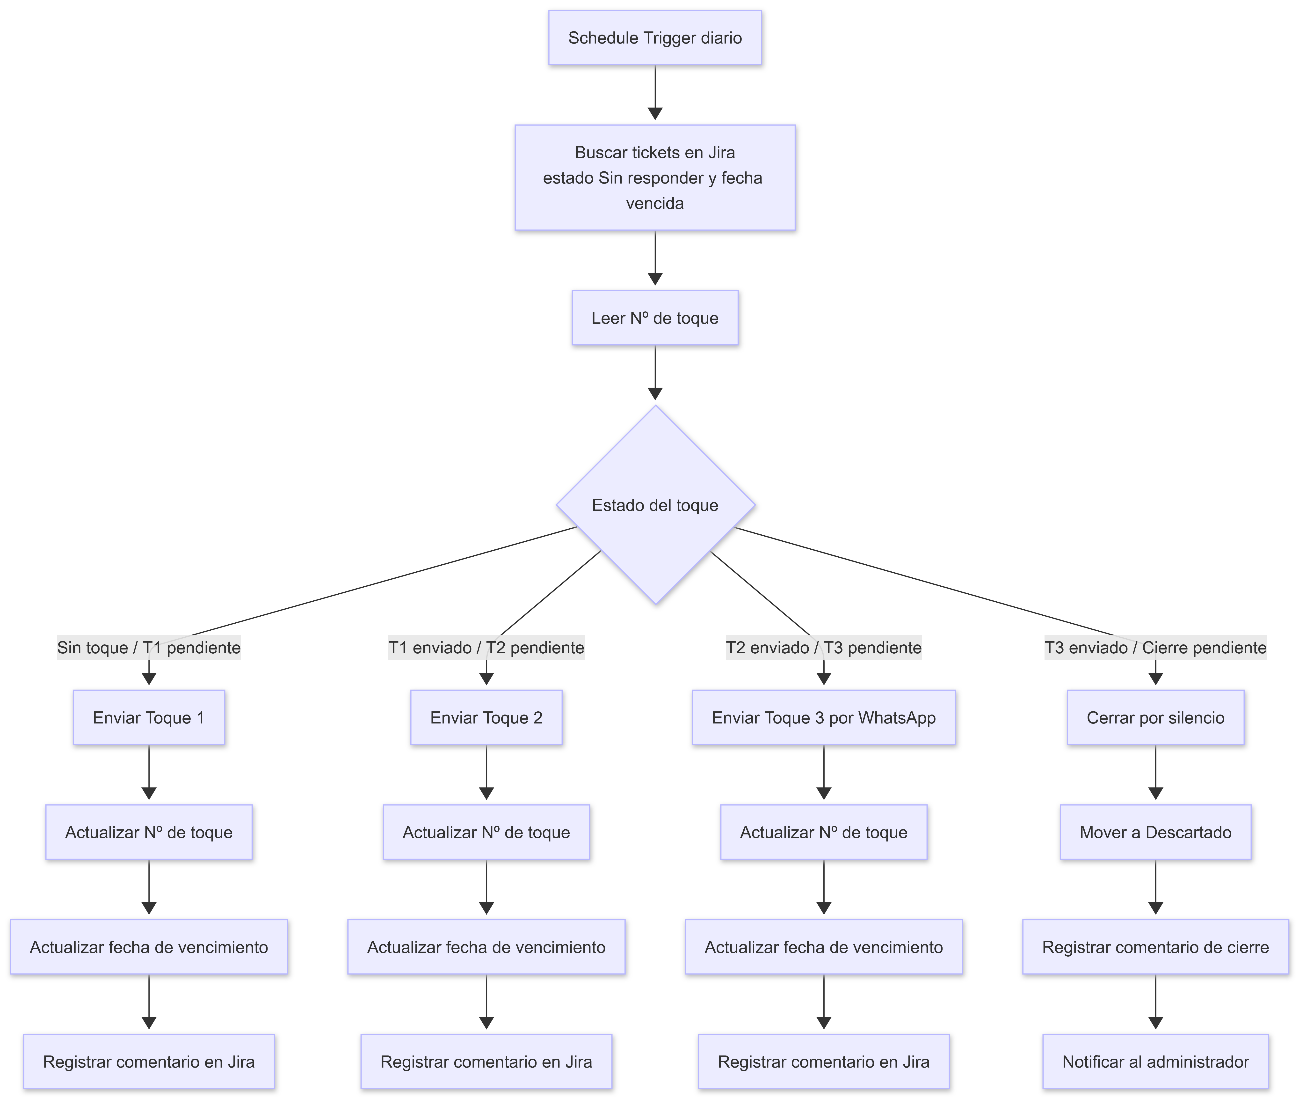 Schedule Trigger diario
Buscar tickets en Jira
estado Sin responder y fecha
vencida
Leer Nº de toque
Estado del toque
Sin toque / T1 pendiente
T1 enviado / T2 pendiente
T2 enviado / T3 pendiente
T3 enviado / Cierre pendiente
Enviar Toque 1
Enviar Toque 2
Enviar Toque 3 por WhatsApp
Cerrar por silencio
Actualizar Nº de toque
Actualizar Nº de toque
Actualizar Nº de toque
Mover a Descartado
Actualizar fecha de vencimiento
Actualizar fecha de vencimiento
Actualizar fecha de vencimiento
Registrar comentario de cierre
Registrar comentario en Jira
Registrar comentario en Jira
Registrar comentario en Jira
Notificar al administrador